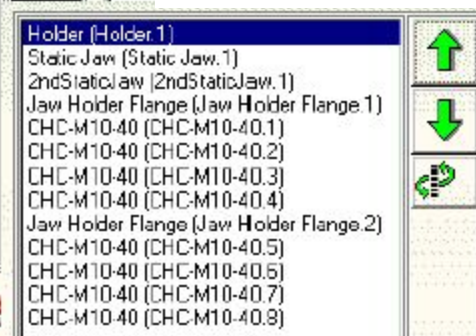 Holder (Holder.1)
Static Jaw (Static Jaw.1)
2ndStaticJaw (2ndStaticJaw.1)
Jaw Holder Flange (Jaw Holder Flange.1)
CHC-M10-40 (CHC-M10-40.1)
CHC-M10-40 (CHC-M10-40.2)
CHC-M10-40 (CHC-M10-40.3)
CHC-M10-40 (CHC-M10-40.4)
Jaw Holder Flange (Jaw Holder Flange.2)
CHC-M10-40 (CHC-M10-40.5)
CHC-M10-40 (CHC-M10-40.6)
CHC-M10-40 (CHC-M10-40.7)
CHC-M10-40 (CHC-M10-40.8)